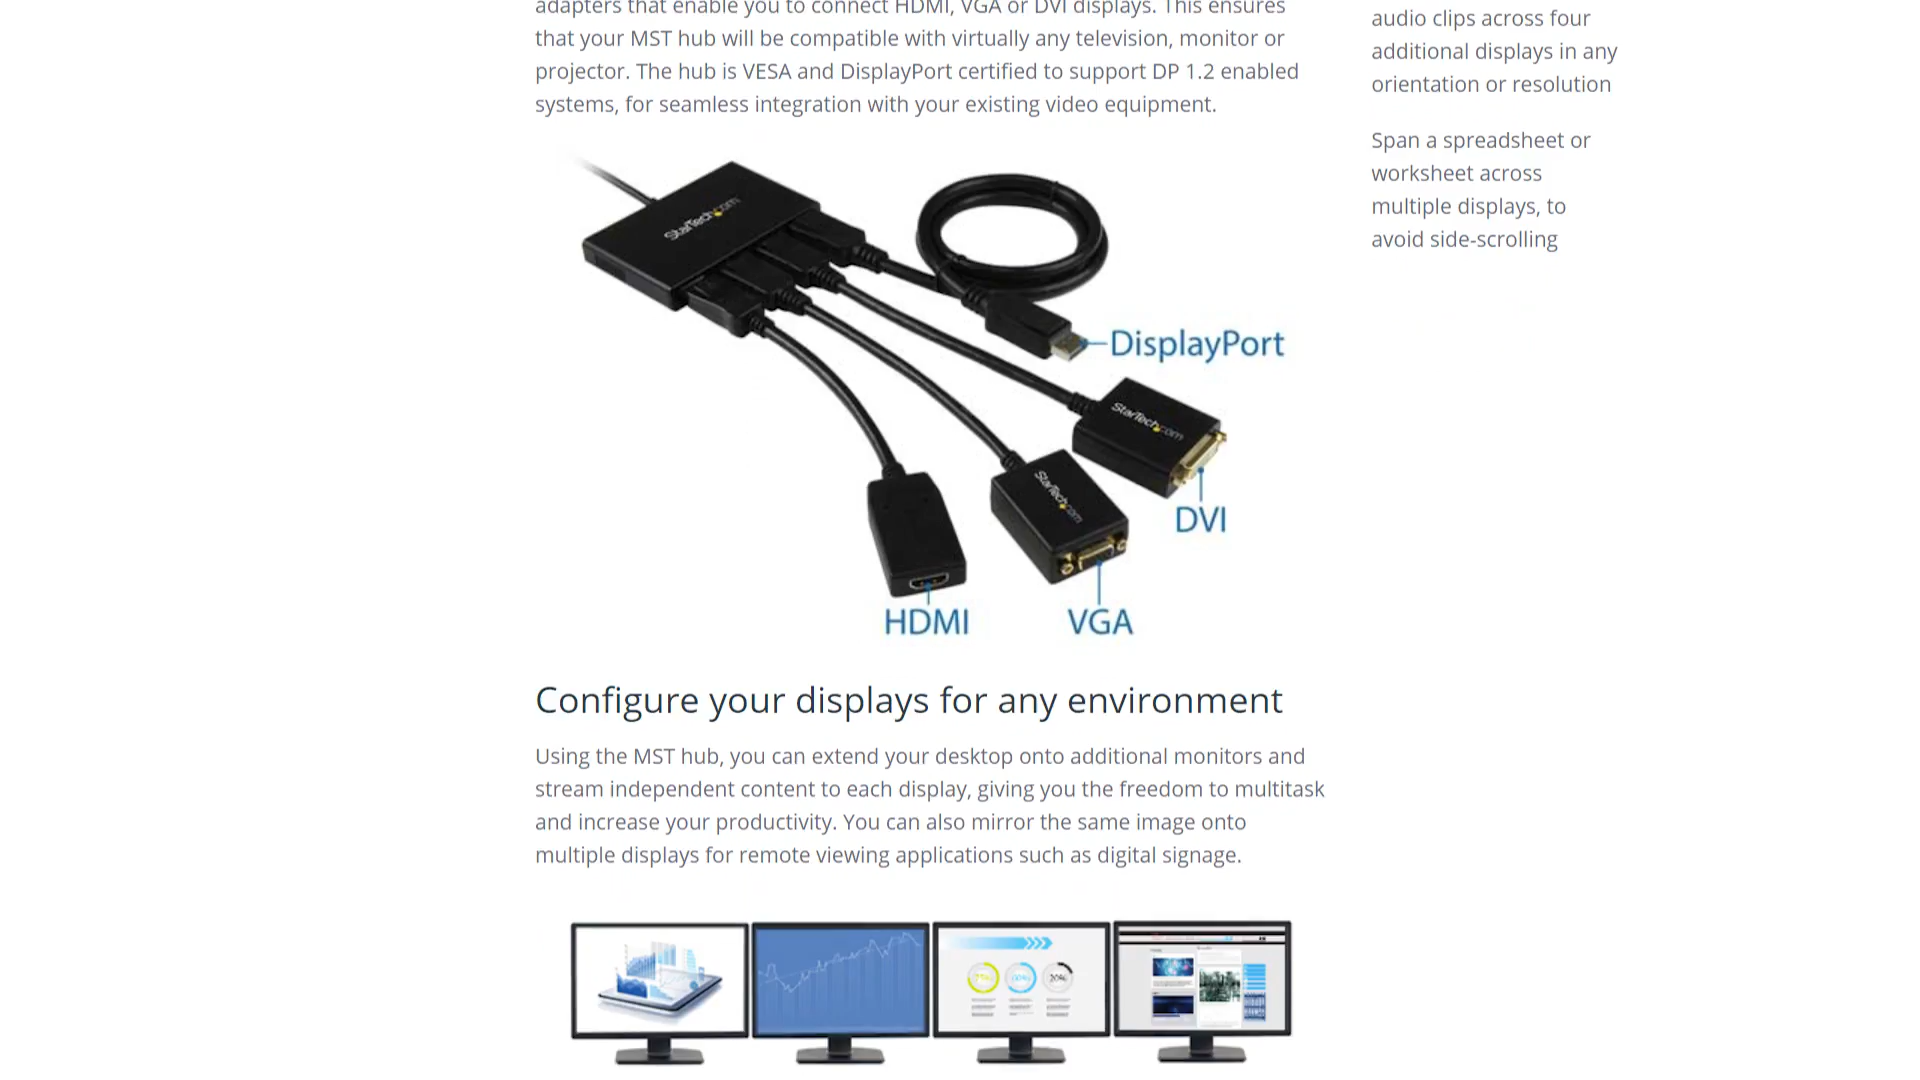 adapters that enable you to connect HDMI, VGA or DVI displays. This ensures
that your MST hub will be compatible with virtually any television, monitor or
projector. The hub is VESA and DisplayPort certified to support DP 1.2 enabled
systems, for seamless integration with your existing video equipment.
StarTech.com
DisplayPort
StarTech.com
DVI
StarTech.com
HDMI
VGA
Configure your displays for any environment
Using the MST hub, you can extend your desktop onto additional monitors and
stream independent content to each display, giving you the freedom to multitask
and increase your productivity. You can also mirror the same image onto
multiple displays for remote viewing applications such as digital signage.
20%
audio clips across four
additional displays in any
orientation or resolution
Span a spreadsheet or
worksheet across
multiple displays, to
avoid side-scrolling